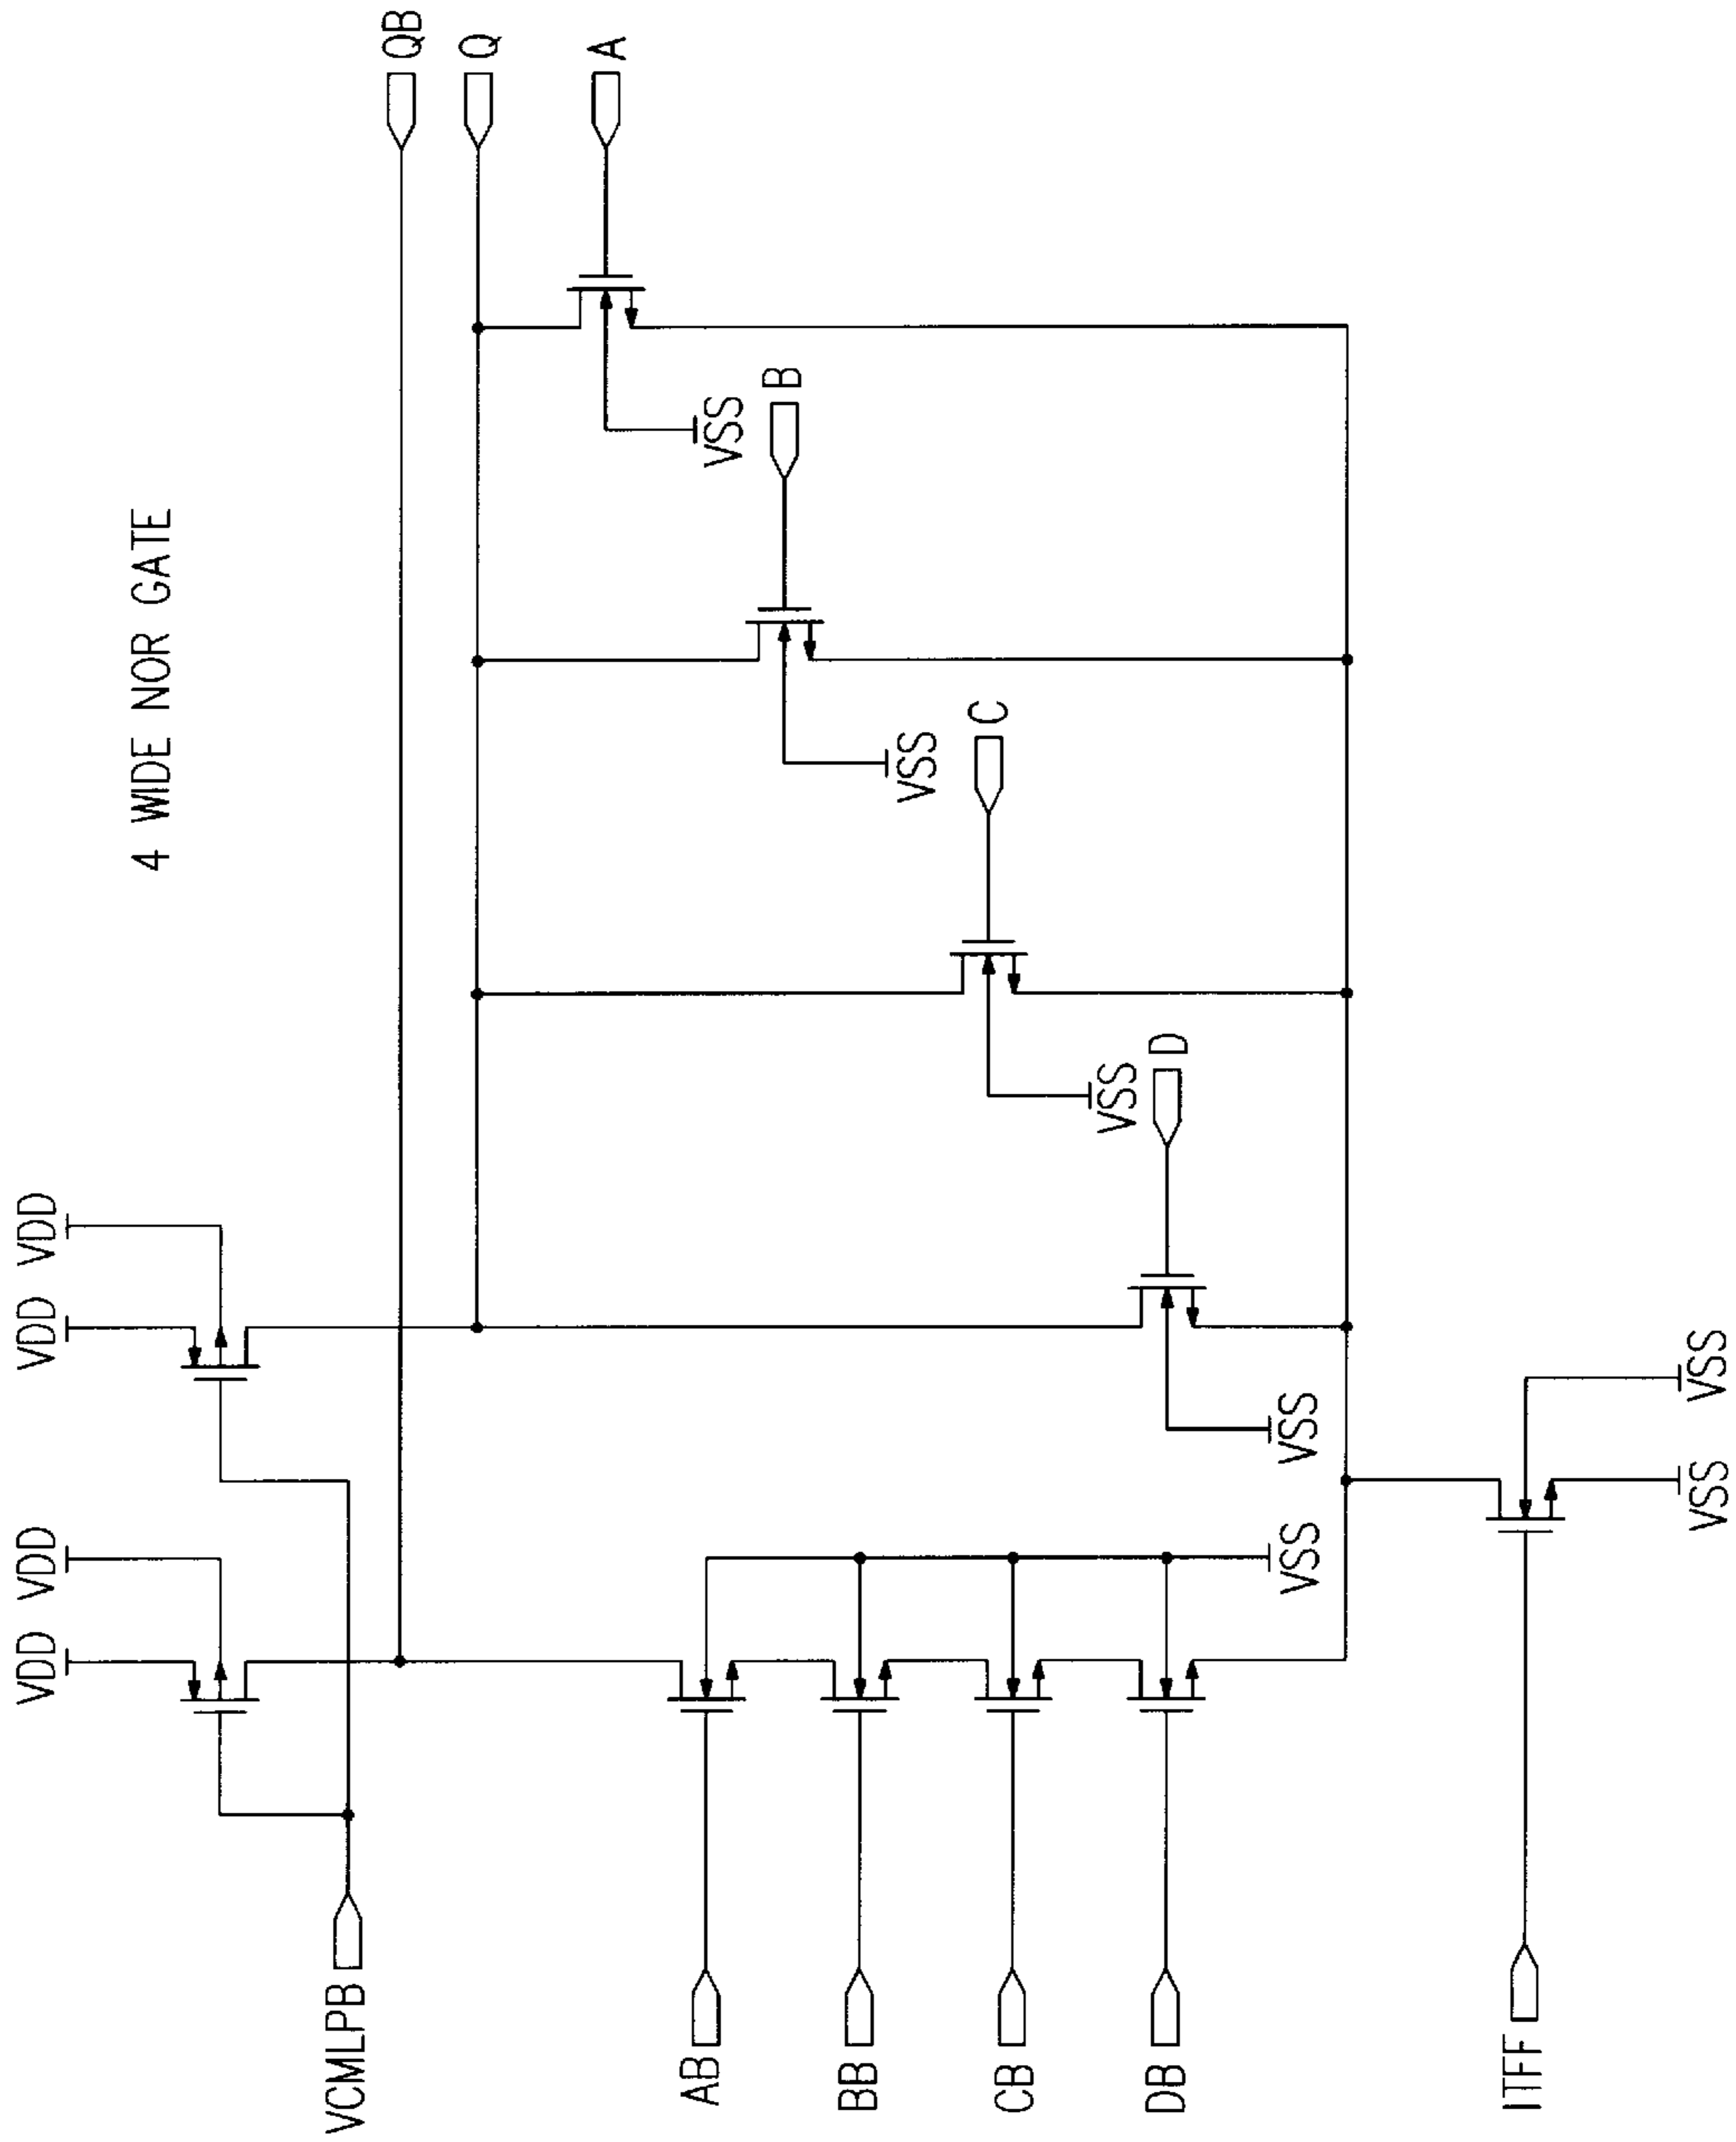 4 WIDE NOR GATE
VDD VDD
VDD VDD
VCMLPB
QB
Q
A
VSS
B
VSS
C
VSS
D
VSS
AB
BB
CB
DB
VSS
ITFF
VSS VSS